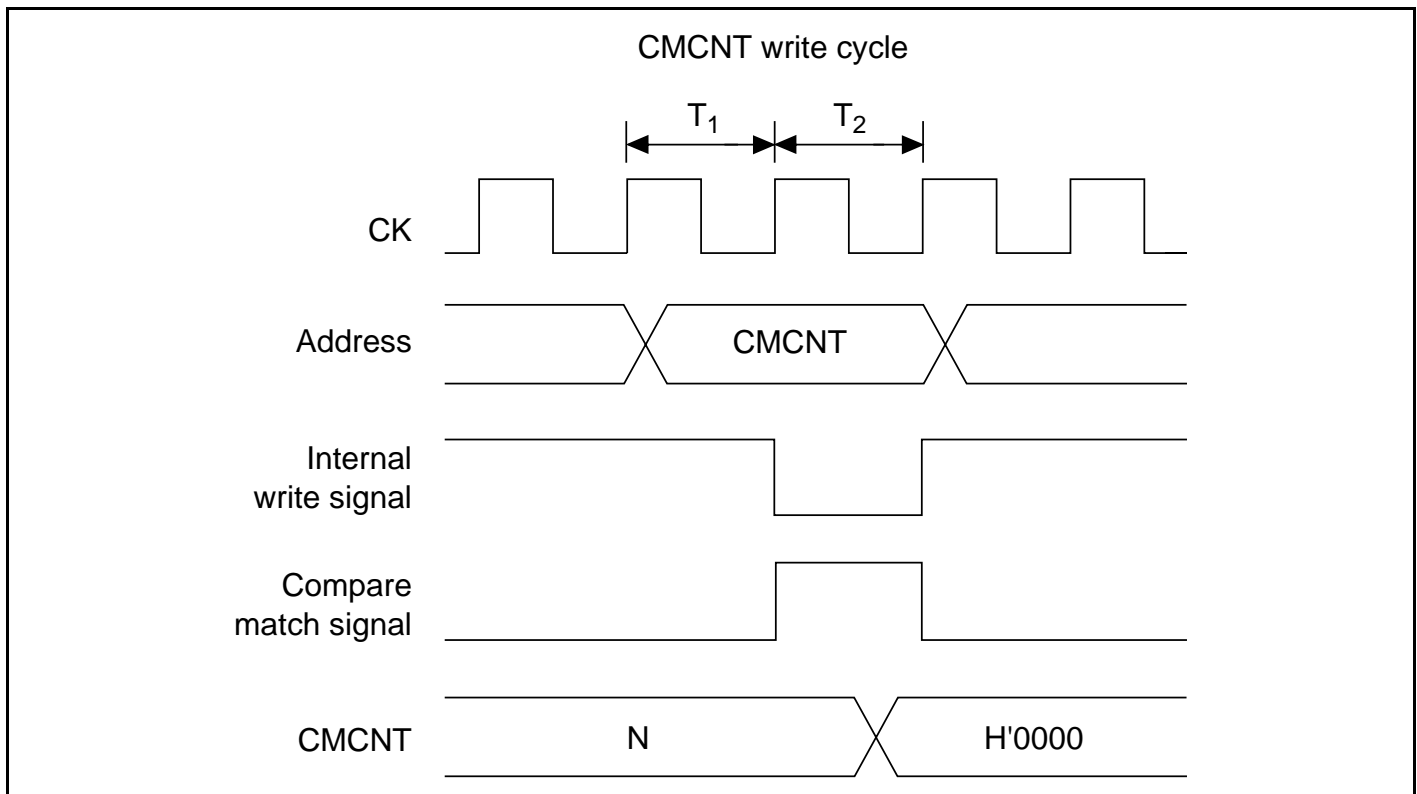 CMCNT write cycle
T1 T2
CK
Address CMCNT
Internal
write signal
Compare
match signal
CMCNT N H'0000